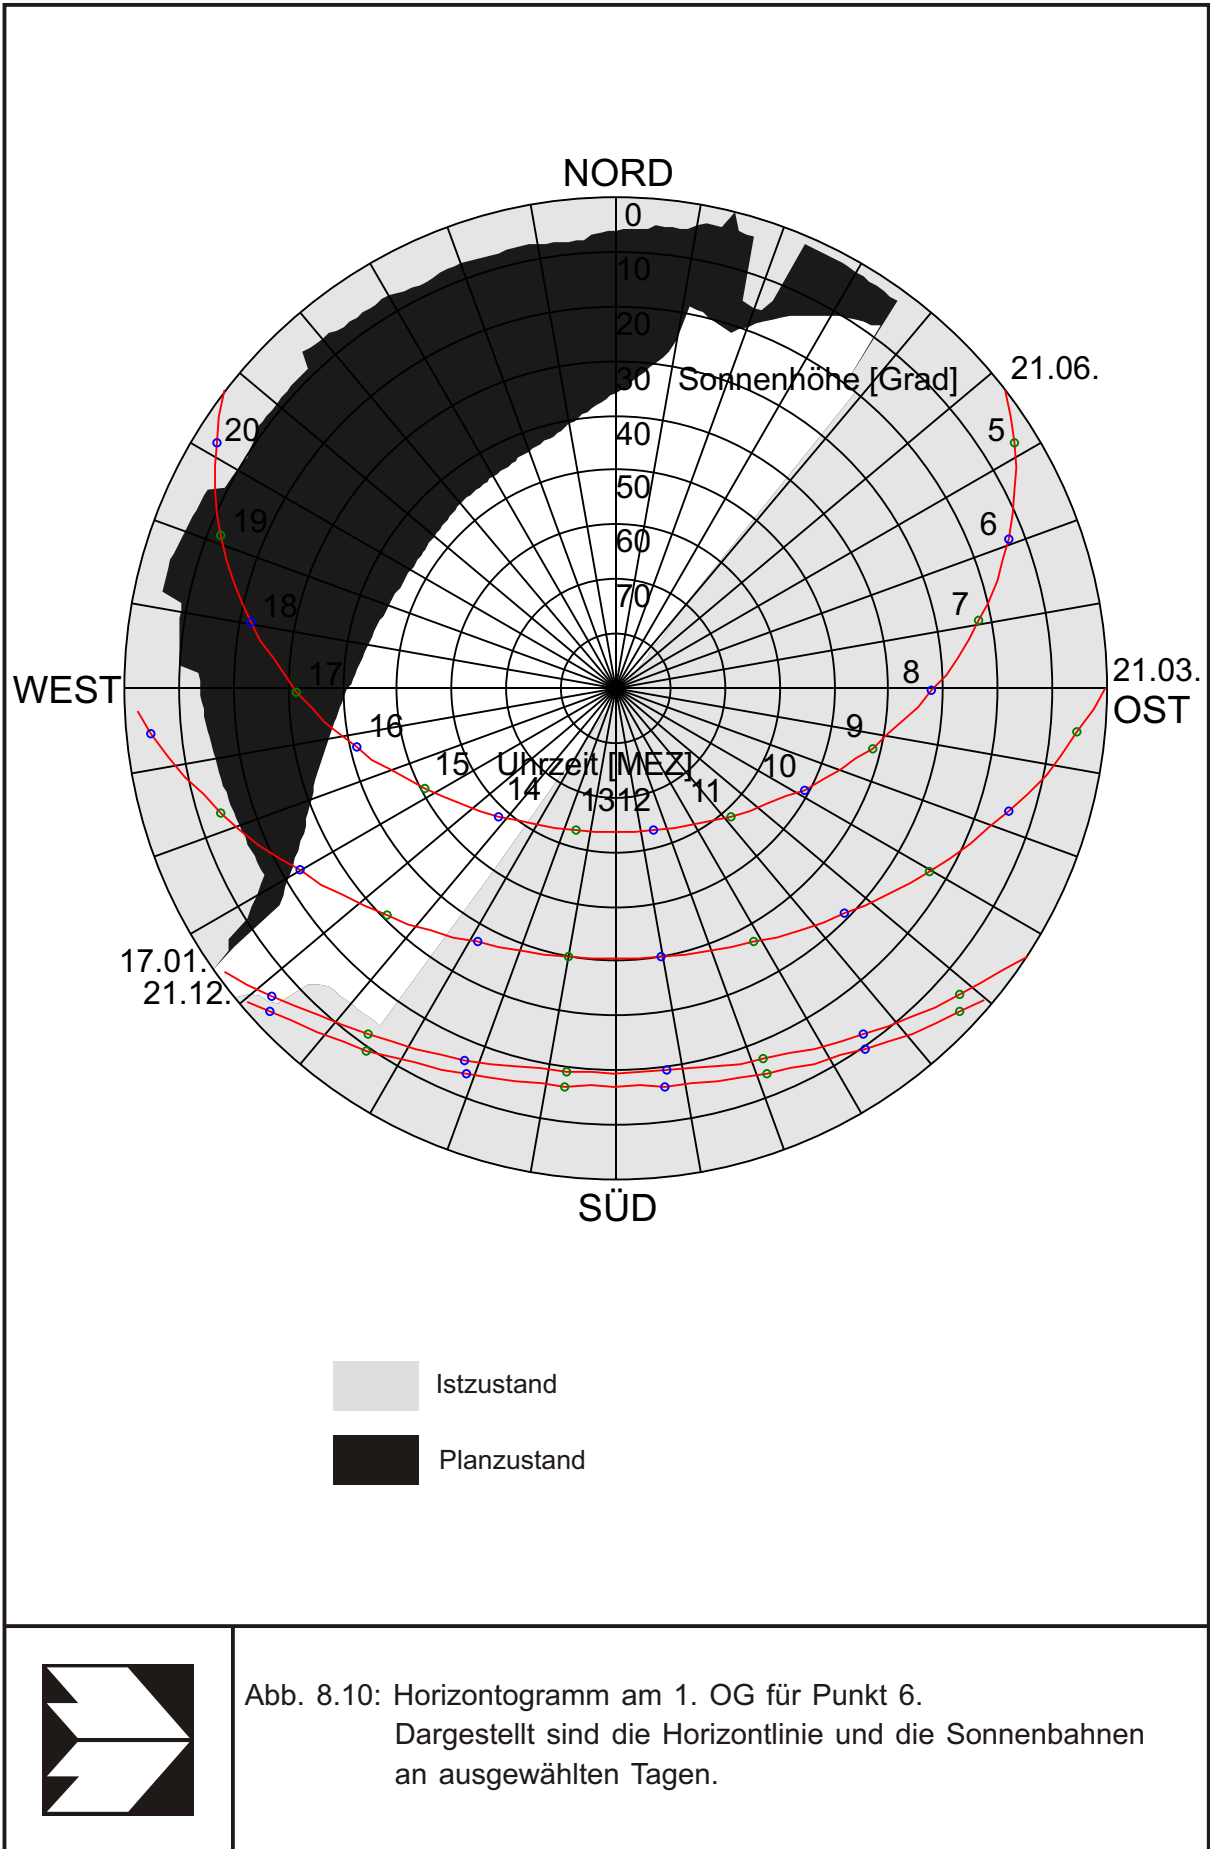 NORD
0
10
20
30
Sonnenhöhe [Grad]
21.06.
40
20
5
50
19
6
60
70
18
7
WEST
17
8
21.03.
OST
16
9
15
Uhrzeit [MEZ]
10
14
13 12
11
17.01.
21.12.
SÜD
Istzustand
Planzustand
Abb. 8.10: Horizontogramm am 1. OG für Punkt 6.
Dargestellt sind die Horizontlinie und die Sonnenbahnen
an ausgewählten Tagen.